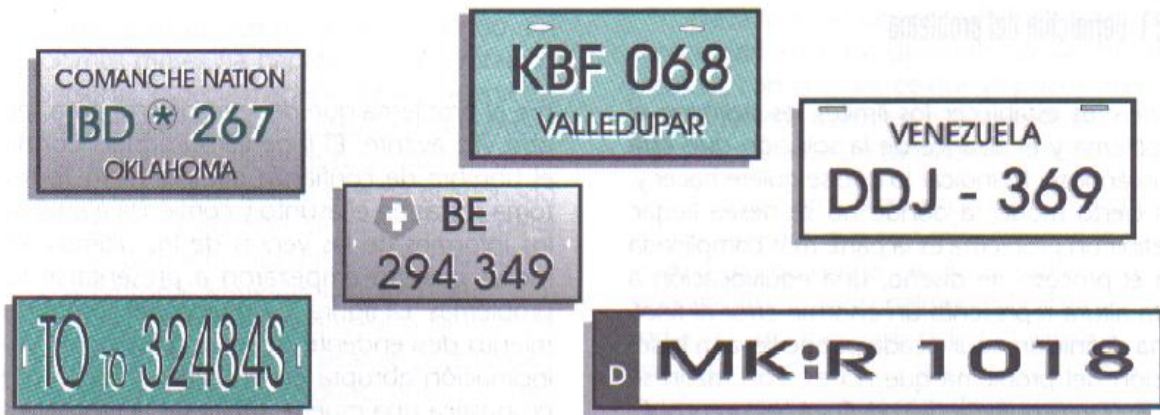 COMANCHE NATION
IBD * 267
OKLAHOMA
KBF 068
VALLEDUPAR
VENEZUELA
DDJ - 369
BE
294 349
TO TO 32484S
D MK:R 1018